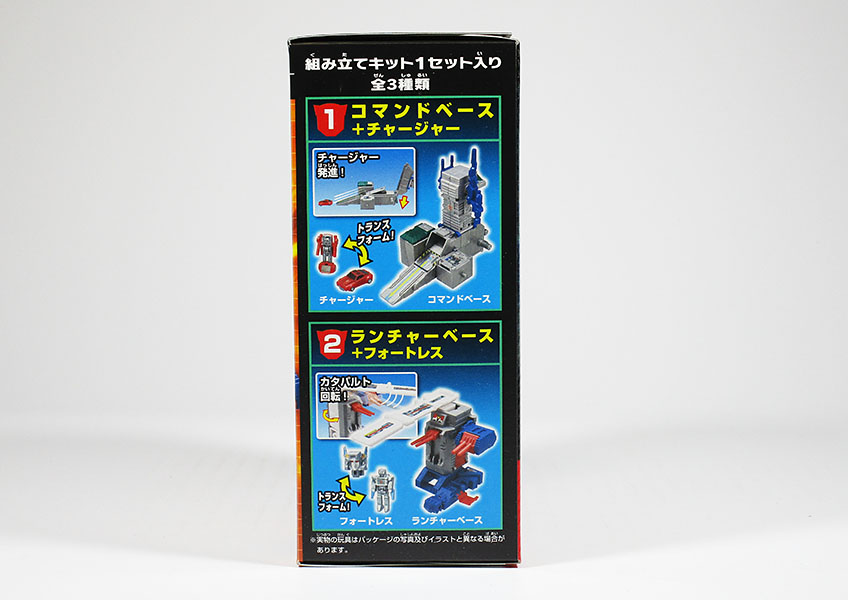 組み立てキット1セット入り
全3種類
1 コマンドベース
+チャージャー
チャージャー
発進!
トランス
フォーム!
チャージャー
コマンドベース
2 ランチャーベース
+フォートレス
カタパルト
回転!
トランス
フォーム!
フォートレス
ランチャーベース
※実物の玩具はパッケージの写真及びイラストと異なる場合が
あります。